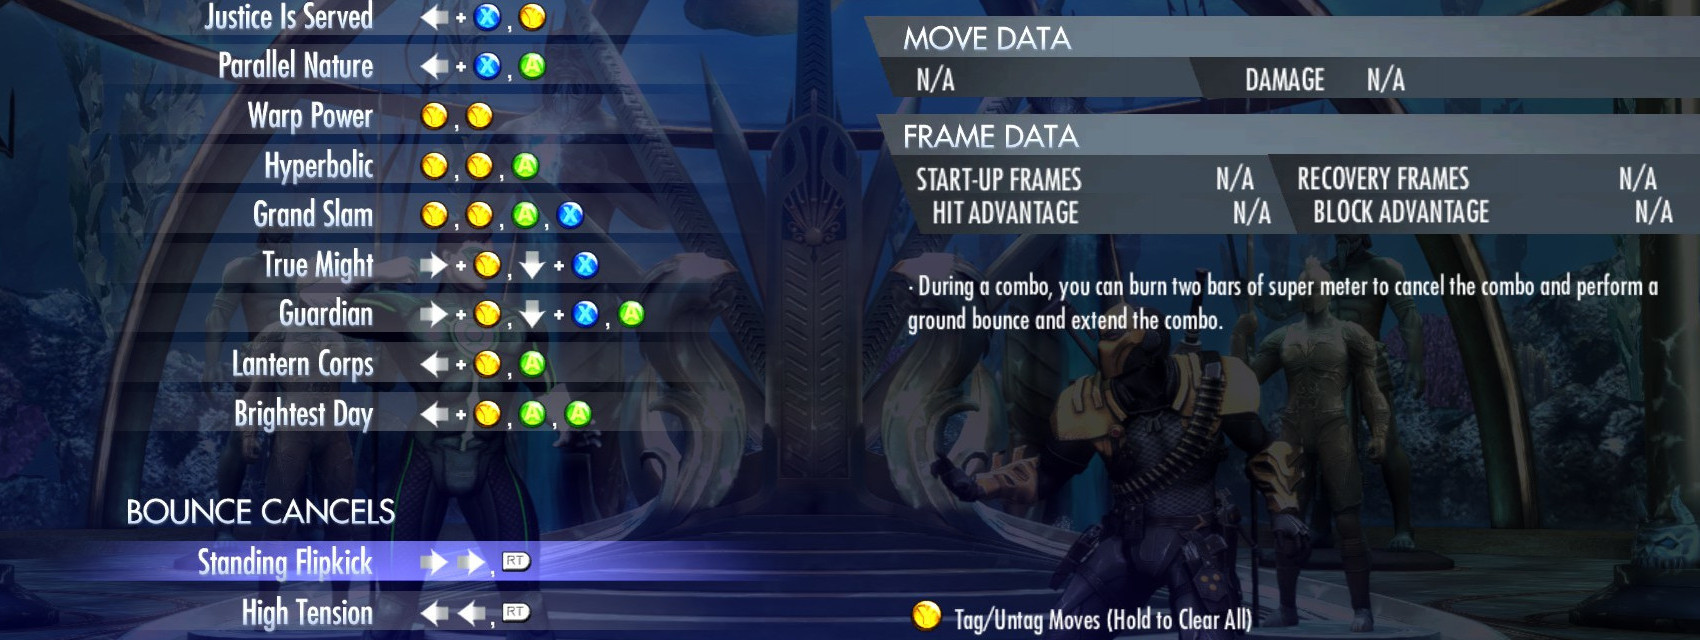 Justice Is Served + X , Y
Parallel Nature + X , A
Warp Power Y , Y
Hyperbolic Y , Y , A
Grand Slam Y , Y , A , X
True Might + Y , + X
Guardian + Y , + X , A
Lantern Corps + Y , A
Brightest Day + Y , A , A
BOUNCE CANCELS
Standing Flipkick , RT
High Tension , RT
MOVE DATA
N/A DAMAGE N/A
FRAME DATA
START-UP FRAMES N/A RECOVERY FRAMES N/A
HIT ADVANTAGE N/A BLOCK ADVANTAGE N/A
· During a combo, you can burn two bars of super meter to cancel the combo and perform a
ground bounce and extend the combo.
Y Tag/Untag Moves (Hold to Clear All)